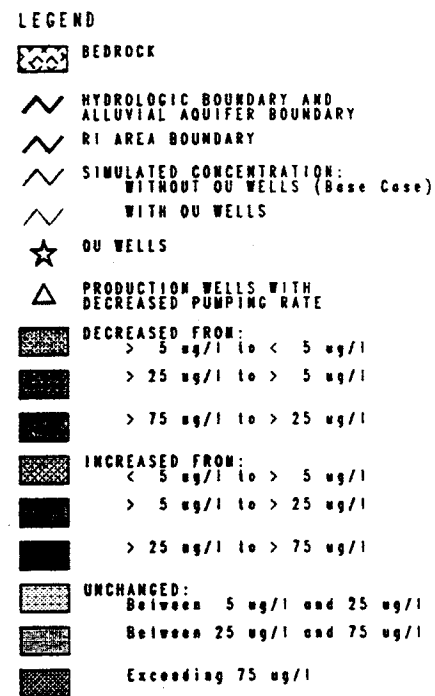 LEGEND
BEDROCK
HYDROLOGIC BOUNDARY AND
ALLUVIAL AQUIFER BOUNDARY
RI AREA BOUNDARY
SIMULATED CONCENTRATION:
WITHOUT OU WELLS (Base Case)
WITH OU WELLS
OU WELLS
PRODUCTION WELLS WITH
DECREASED PUMPING RATE
DECREASED FROM:
> 5 ug/l to < 5 ug/l
> 25 ug/l to > 5 ug/l
> 75 ug/l to > 25 ug/l
INCREASED FROM:
< 5 ug/l to > 5 ug/l
> 5 ug/l to > 25 ug/l
> 25 ug/l to > 75 ug/l
UNCHANGED:
Between 5 ug/l and 25 ug/l
Between 25 ug/l and 75 ug/l
Exceeding 75 ug/l